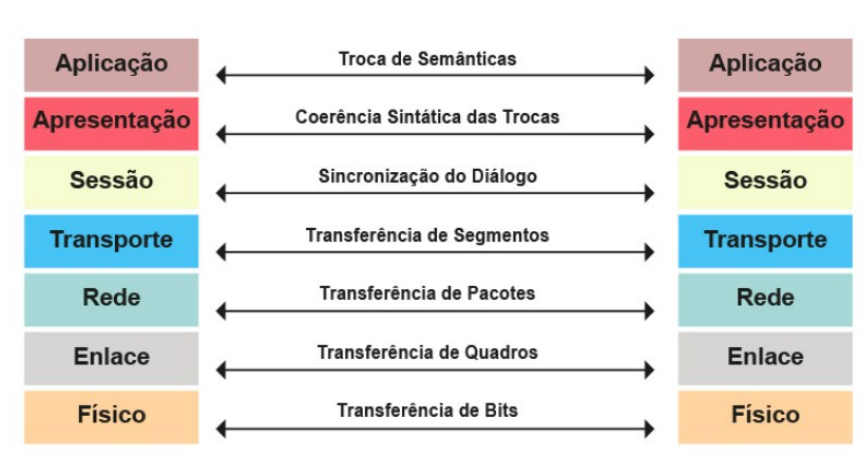 Aplicação
Troca de Semânticas
Aplicação
Apresentação
Coerência Sintática das Trocas
Apresentação
Sessão
Sincronização do Diálogo
Sessão
Transporte
Transferência de Segmentos
Transporte
Rede
Transferência de Pacotes
Rede
Enlace
Transferência de Quadros
Enlace
Físico
Transferência de Bits
Físico